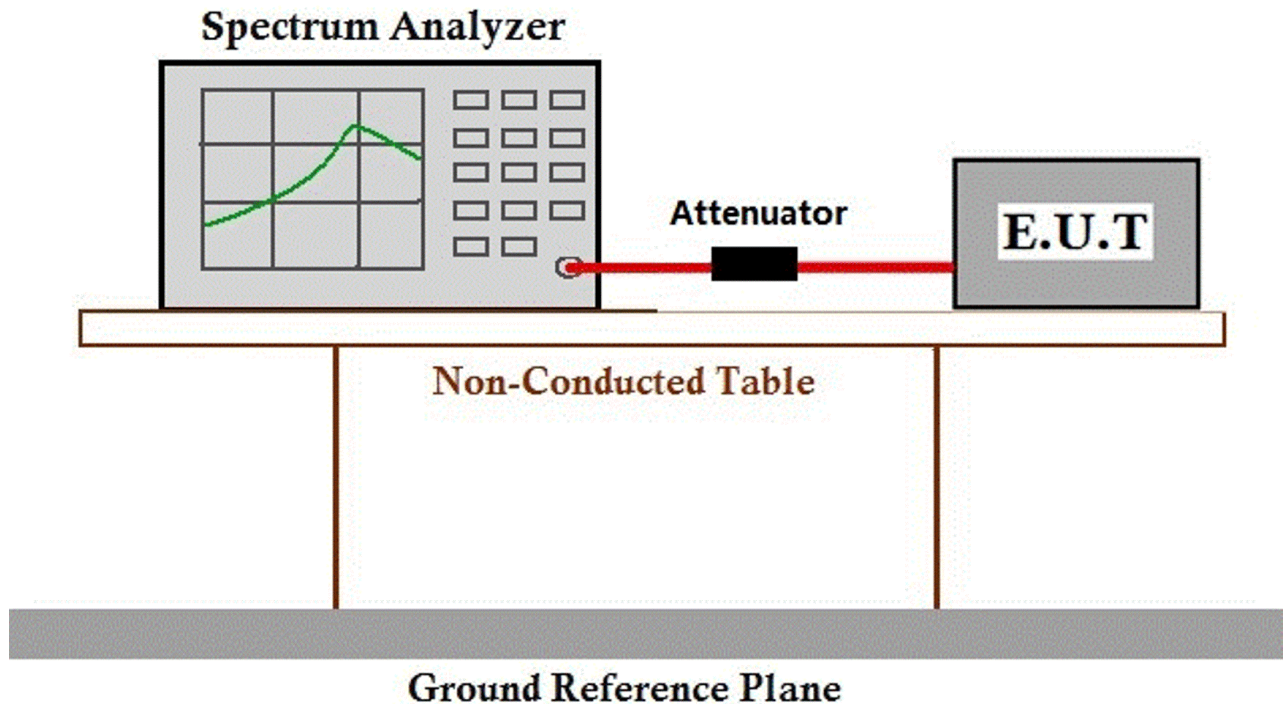 Spectrum Analyzer
Attenuator
E.U.T
Non-Conducted Table
Ground Reference Plane